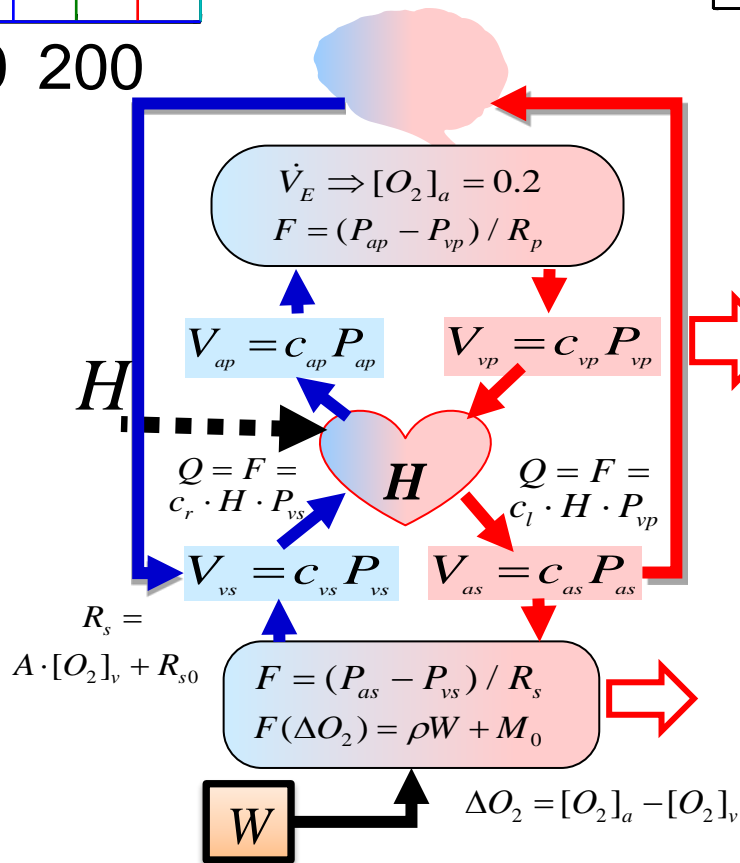 0 200
V̇_E ⇒ [O_2]_a = 0.2
F = (P_ap − P_vp) / R_p
V_ap = c_ap P_ap
V_vp = c_vp P_vp
H
H
Q = F =
c_r · H · P_vs
Q = F =
c_l · H · P_vp
V_vs = c_vs P_vs
V_as = c_as P_as
R_s =
A · [O_2]_v + R_s0
F = (P_as − P_vs) / R_s
F(ΔO_2) = ρW + M_0
W
ΔO_2 = [O_2]_a − [O_2]_v